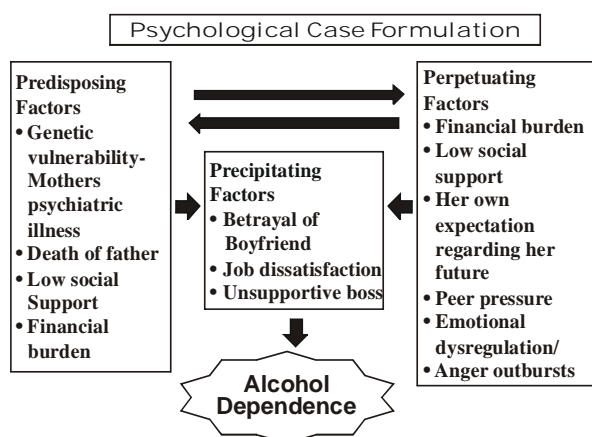 Psychological Case Formulation
Predisposing
Factors
• Genetic
vulnerability-
Mothers
psychiatric
illness
• Death of father
• Low social
Support
• Financial
burden
Precipitating
Factors
• Betrayal of
Boyfriend
• Job dissatisfaction
• Unsupportive boss
Perpetuating
Factors
• Financial burden
• Low social
support
• Her own
expectation
regarding her
future
• Peer pressure
• Emotional
dysregulation/
• Anger outbursts
Alcohol
Dependence